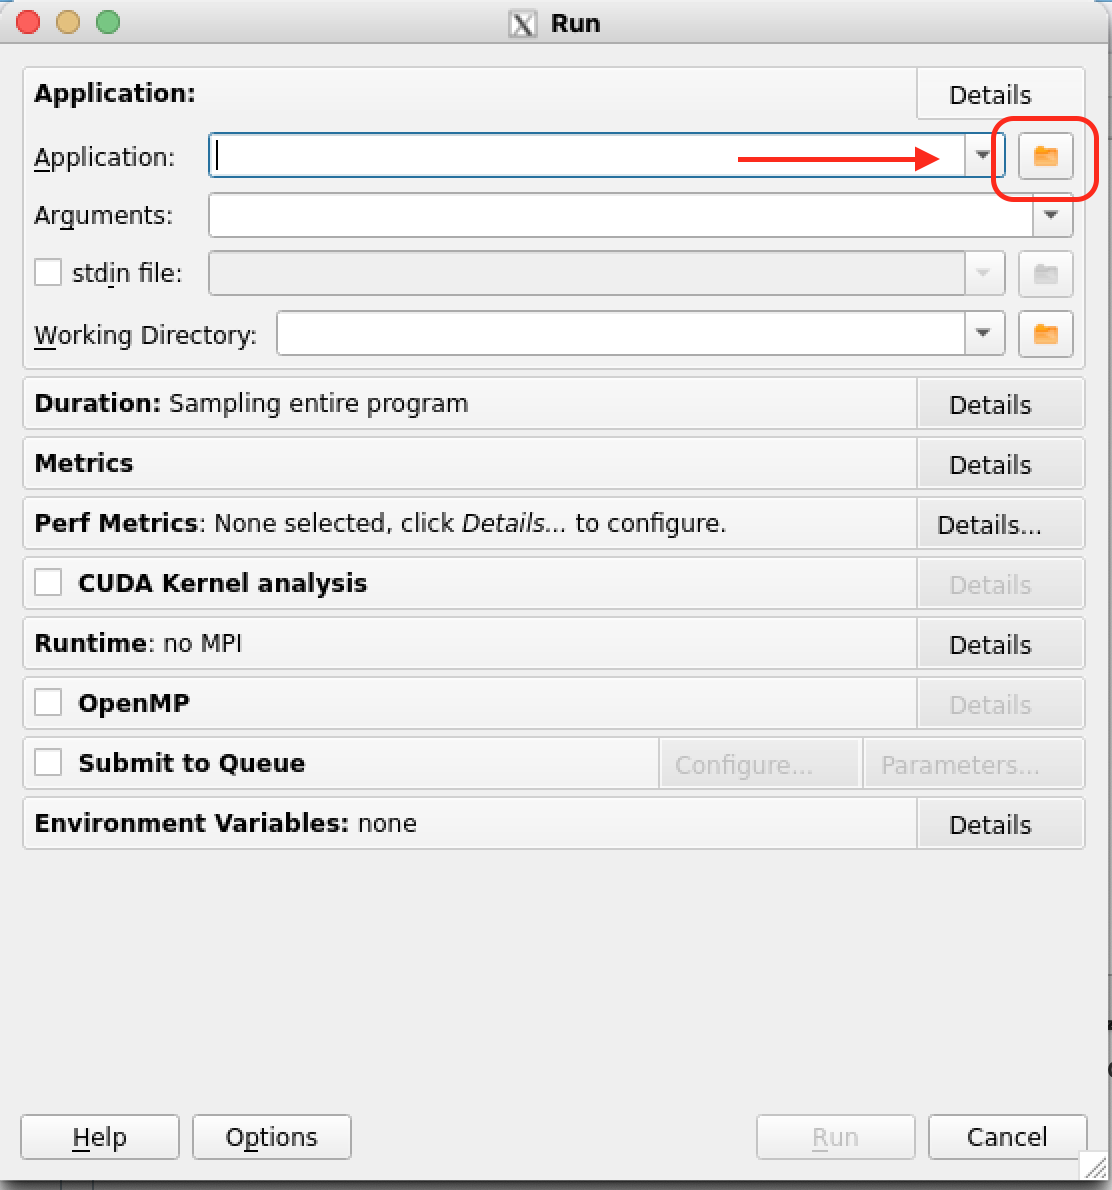 Run
Application: Details
Application:
Arguments:
stdin file:
Working Directory:
Duration: Sampling entire program Details
Metrics Details
Perf Metrics: None selected, click Details... to configure. Details...
CUDA Kernel analysis Details
Runtime: no MPI Details
OpenMP Details
Submit to Queue Configure... Parameters...
Environment Variables: none Details
Help Options Run Cancel